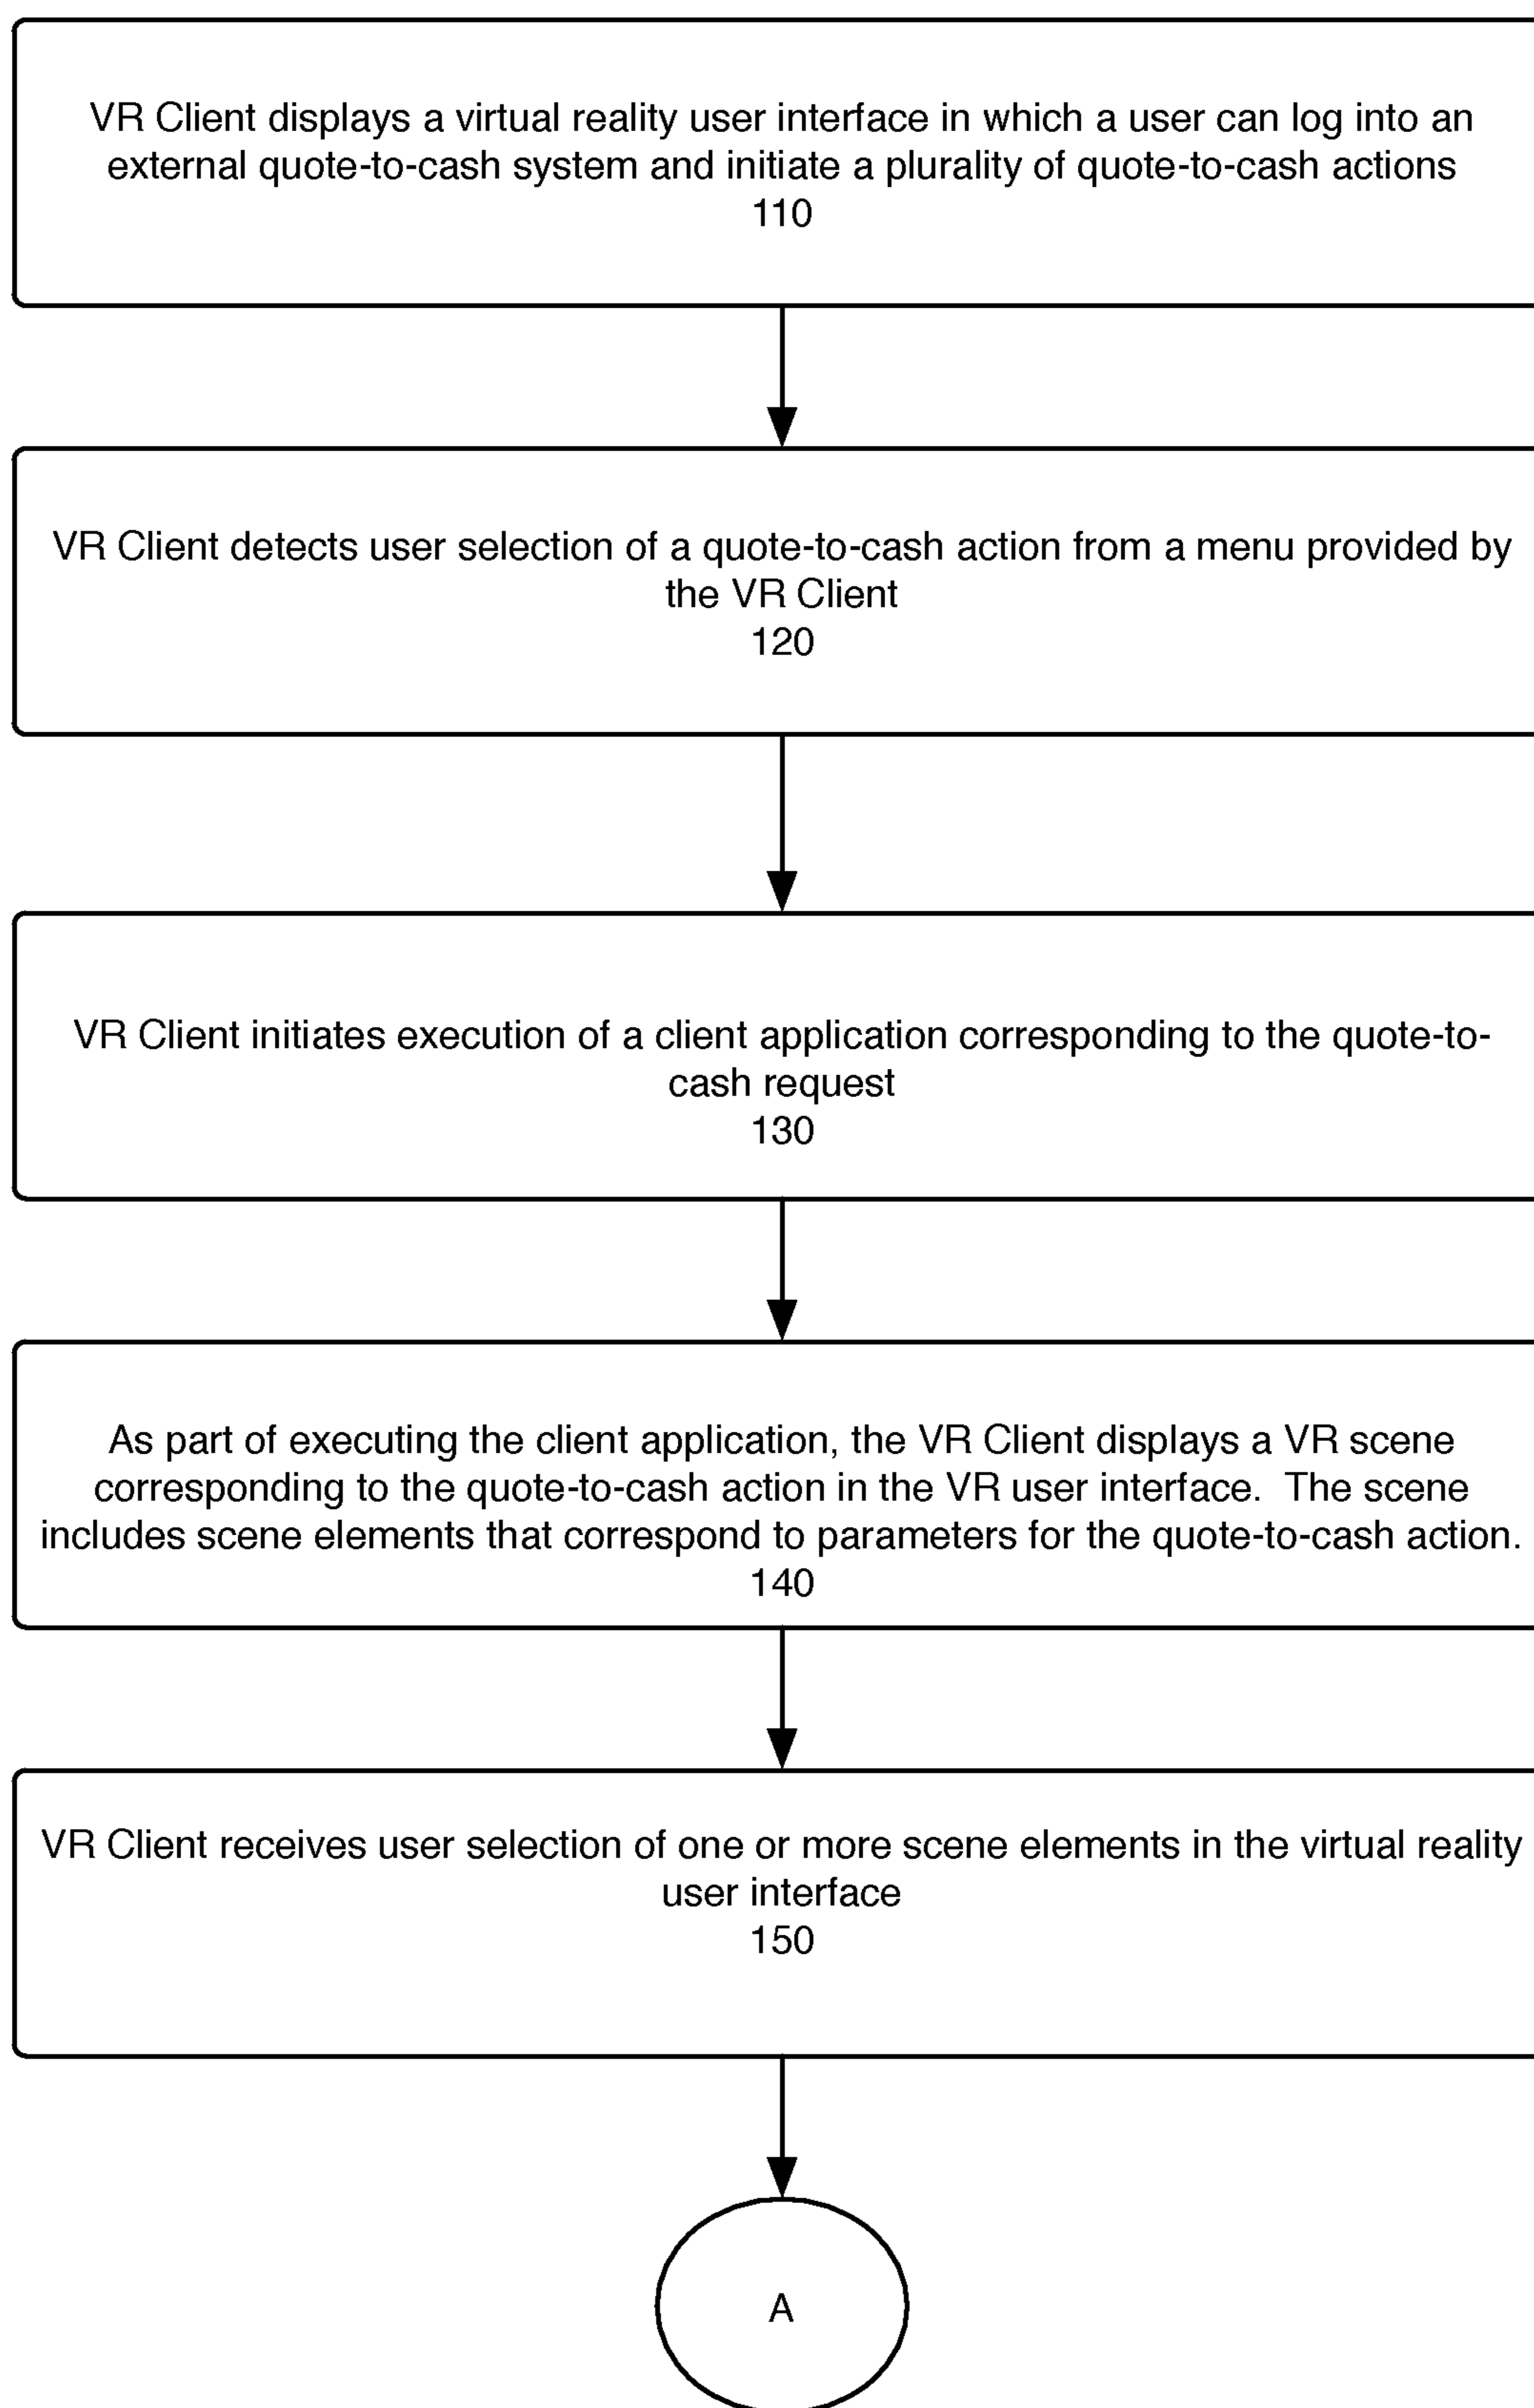 VR Client displays a virtual reality user interface in which a user can log into an
external quote-to-cash system and initiate a plurality of quote-to-cash actions
110
VR Client detects user selection of a quote-to-cash action from a menu provided by
the VR Client
120
VR Client initiates execution of a client application corresponding to the quote-to-
cash request
130
As part of executing the client application, the VR Client displays a VR scene
corresponding to the quote-to-cash action in the VR user interface.  The scene
includes scene elements that correspond to parameters for the quote-to-cash action.
140
VR Client receives user selection of one or more scene elements in the virtual reality
user interface
150
A